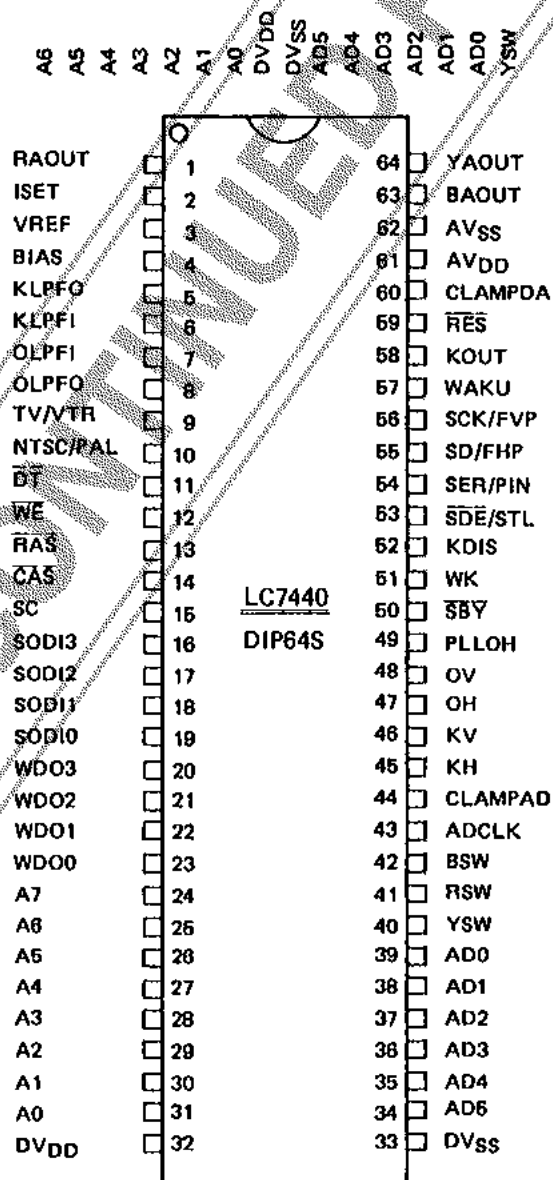 A6 A5 A4 A3 A2 A1 A0 DVDD DVSS AD5 AD4 AD3 AD2 AD1 AD0 YSW
RAOUT 1 64 YAOUT
ISET 2 63 BAOUT
VREF 3 62 AVSS
BIAS 4 61 AVDD
KLPFO 5 60 CLAMPDA
KLPFI 6 59 R̅E̅S̅
OLPFI 7 58 KOUT
OLPFO 8 57 WAKU
TV/VTR 9 56 SCK/FVP
NTSC/PAL 10 55 SD/FHP
D̅T̅ 11 54 SER/PIN
W̅E̅ 12 53 S̅D̅E̅/STL
R̅A̅S̅ 13 52 KDIS
C̅A̅S̅ 14 51 WK
SC 15 50 S̅B̅Y̅
SODI3 16 49 PLLOH
SODI2 17 48 OV
SODI1 18 47 OH
SODI0 19 46 KV
WDO3 20 45 KH
WDO2 21 44 CLAMPAD
WDO1 22 43 ADCLK
WDO0 23 42 BSW
A7 24 41 RSW
A6 25 40 YSW
A5 26 39 AD0
A4 27 38 AD1
A3 28 37 AD2
A2 29 36 AD3
A1 30 35 AD4
A0 31 34 AD5
DVDD 32 33 DVSS
LC7440
DIP64S